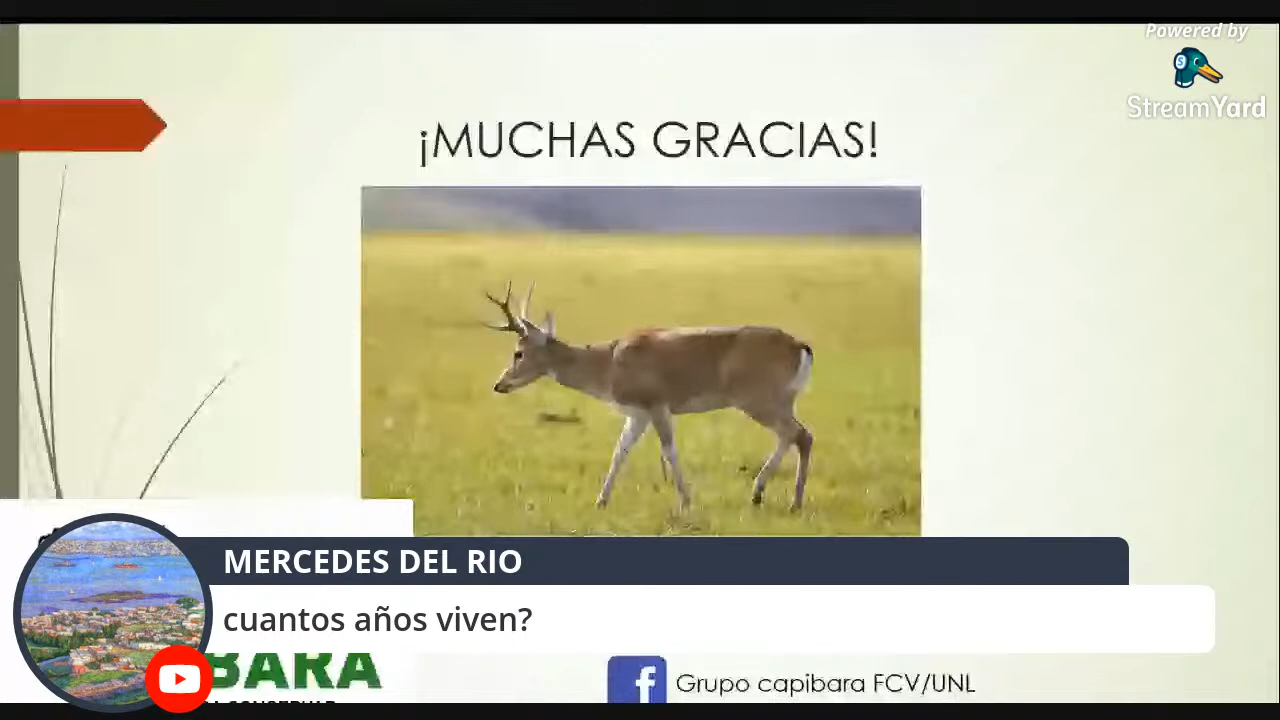 Powered by
StreamYard
¡MUCHAS GRACIAS!
MERCEDES DEL RIO
cuantos años viven?
BARA
Grupo capibara FCV/UNL